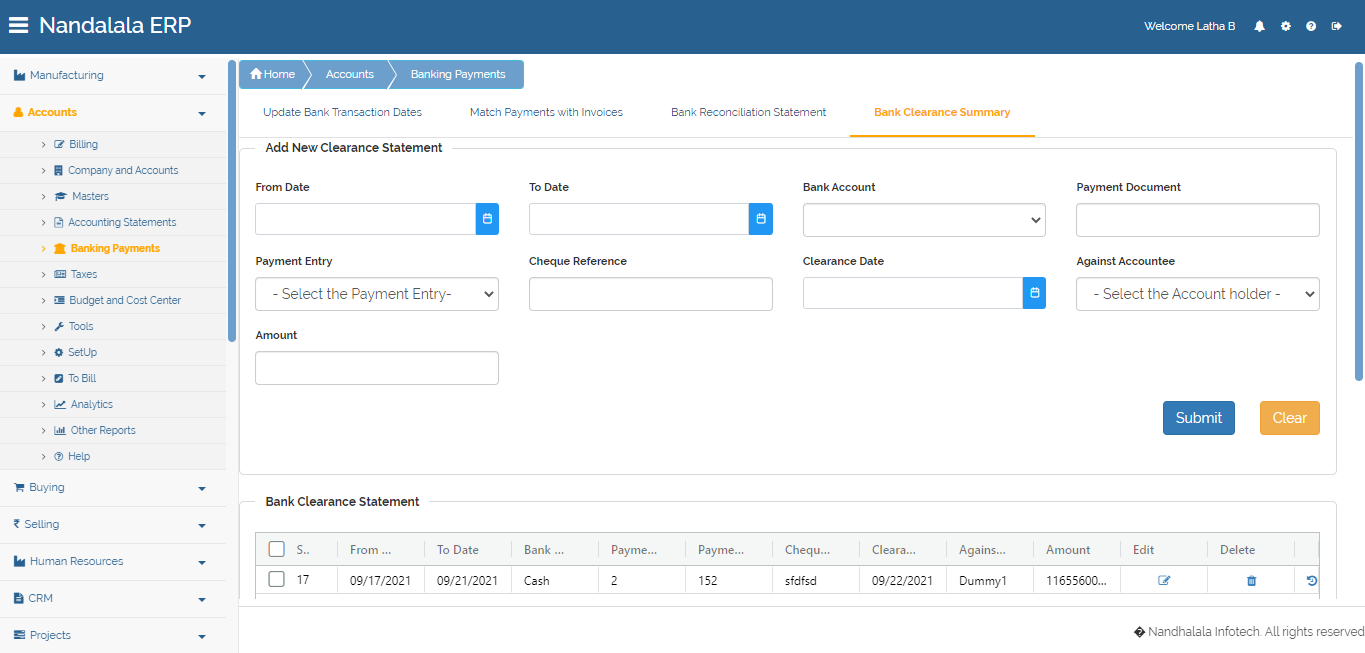 Nandalala ERP
Welcome Latha B
Manufacturing
Accounts
Billing
Company and Accounts
Masters
Accounting Statements
Banking Payments
Taxes
Budget and Cost Center
Tools
SetUp
To Bill
Analytics
Other Reports
Help
Buying
Selling
Human Resources
CRM
Projects
Home Accounts Banking Payments
Update Bank Transaction Dates Match Payments with Invoices Bank Reconciliation Statement Bank Clearance Summary
Add New Clearance Statement
From Date To Date Bank Account Payment Document
Payment Entry Cheque Reference Clearance Date Against Accountee
- Select the Payment Entry- - Select the Account holder -
Amount
Submit Clear
Bank Clearance Statement
S.. From ... To Date Bank ... Payme... Payme... Chequ... Cleara... Agains... Amount Edit Delete
17 09/17/2021 09/21/2021 Cash 2 152 sfdfsd 09/22/2021 Dummy1 11655600...
� Nandhalala Infotech. All rights reserved